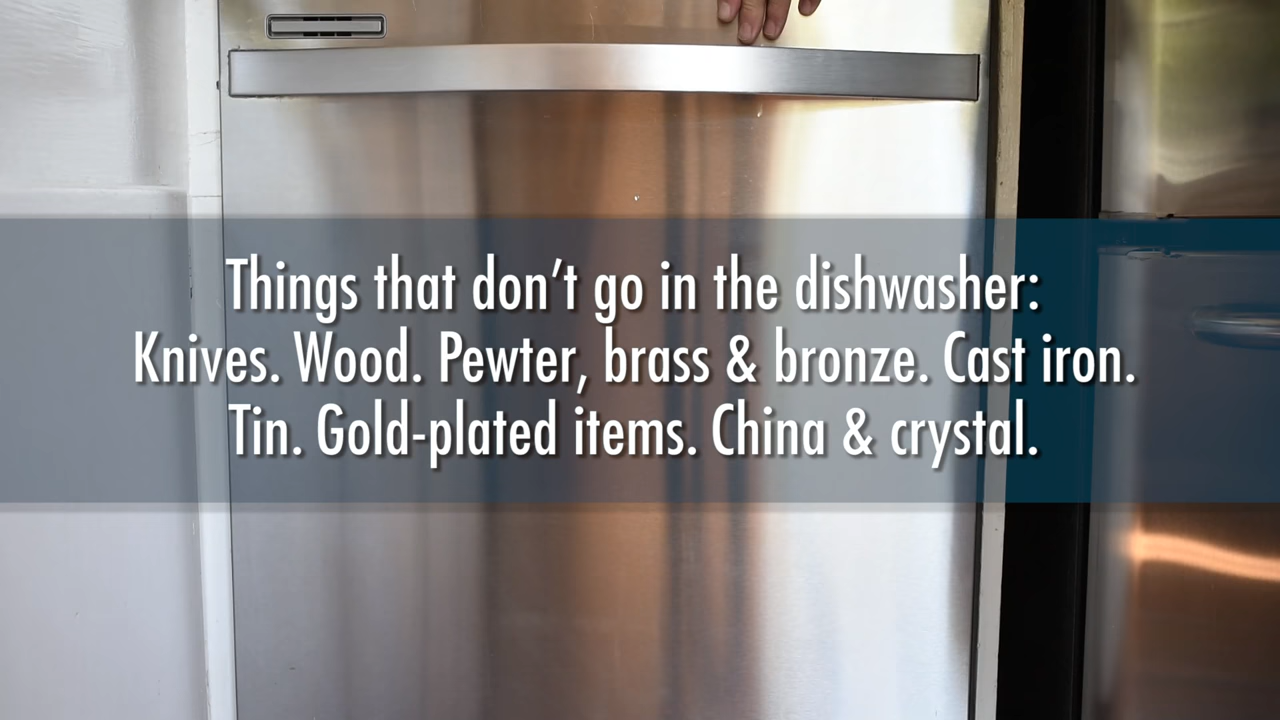 Things that don’t go in the dishwasher:
Knives. Wood. Pewter, brass & bronze. Cast iron.
Tin. Gold-plated items. China & crystal.